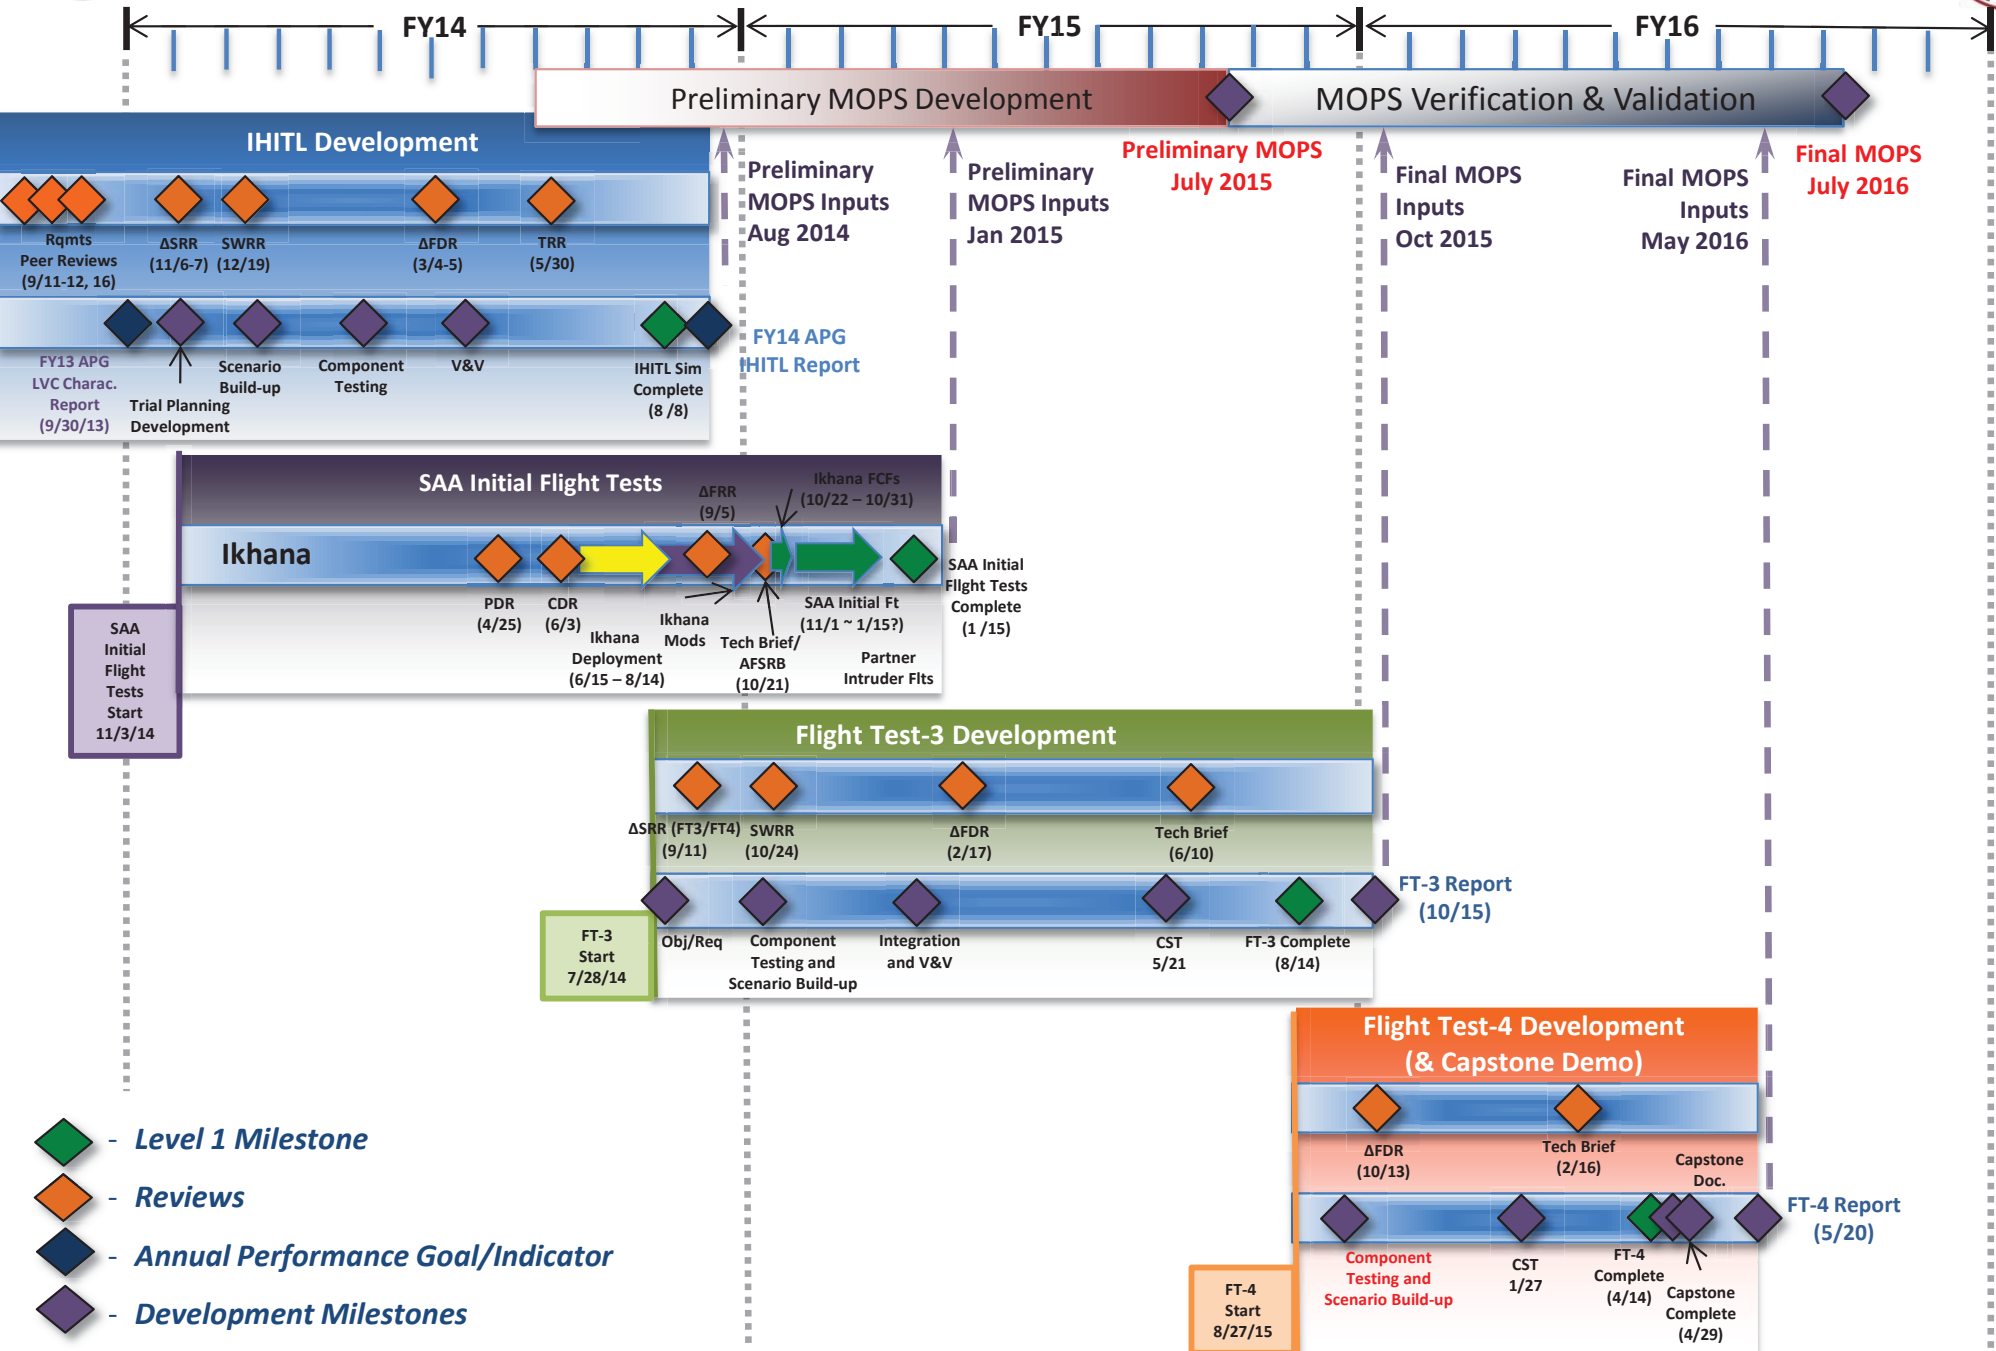 FY14
FY15
FY16
Preliminary MOPS Development
MOPS Verification & Validation
IHITL Development
Rqmts
Peer Reviews
(9/11-12, 16)
ΔSRR
(11/6-7)
SWRR
(12/19)
ΔFDR
(3/4-5)
TRR
(5/30)
Preliminary
MOPS Inputs
Aug 2014
Preliminary
MOPS Inputs
Jan 2015
Preliminary MOPS
July 2015
Final MOPS
Inputs
Oct 2015
Final MOPS
Inputs
May 2016
Final MOPS
July 2016
FY13 APG
LVC Charac.
Report
(9/30/13)
Trial Planning
Development
Scenario
Build-up
Component
Testing
V&V
IHITL Sim
Complete
(8 /8)
FY14 APG
IHITL Report
SAA Initial Flight Tests
ΔFRR
(9/5)
Ikhana FCFs
(10/22 – 10/31)
Ikhana
PDR
(4/25)
CDR
(6/3)
Ikhana
Deployment
(6/15 – 8/14)
Ikhana
Mods
Tech Brief/
AFSRB
(10/21)
SAA Initial Ft
(11/1 ~ 1/15?)
Partner
Intruder Flts
SAA Initial
Flight Tests
Complete
(1 /15)
SAA
Initial
Flight
Tests
Start
11/3/14
Flight Test-3 Development
ΔSRR (FT3/FT4)
(9/11)
SWRR
(10/24)
ΔFDR
(2/17)
Tech Brief
(6/10)
FT-3
Start
7/28/14
Obj/Req
Component
Testing and
Scenario Build-up
Integration
and V&V
CST
5/21
FT-3 Complete
(8/14)
FT-3 Report
(10/15)
Flight Test-4 Development
(& Capstone Demo)
ΔFDR
(10/13)
Tech Brief
(2/16)
Capstone
Doc.
FT-4 Report
(5/20)
Component
Testing and
Scenario Build-up
CST
1/27
FT-4
Complete
(4/14)
Capstone
Complete
(4/29)
FT-4
Start
8/27/15
- Level 1 Milestone
- Reviews
- Annual Performance Goal/Indicator
- Development Milestones